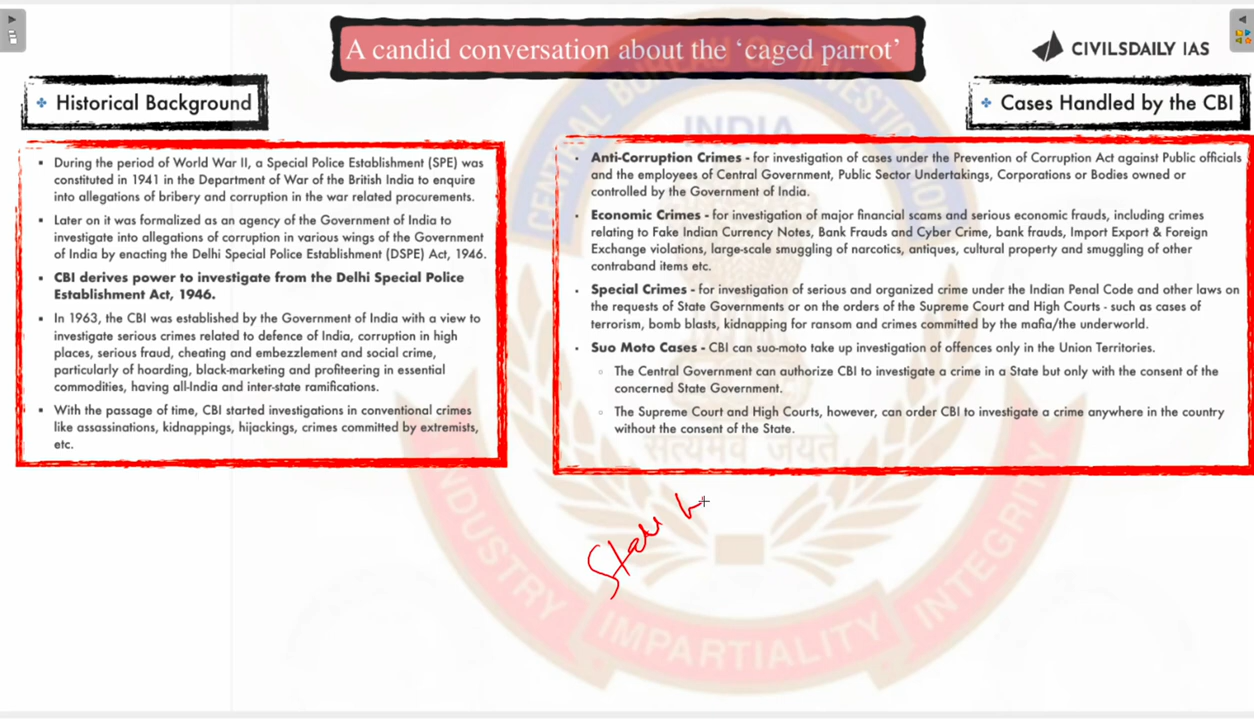 A candid conversation about the ‘caged parrot’
CIVILSDAILY IAS
Historical Background
During the period of World War II, a Special Police Establishment (SPE) was
constituted in 1941 in the Department of War of the British India to enquire
into allegations of bribery and corruption in the war related procurements.
Later on it was formalized as an agency of the Government of India to
investigate into allegations of corruption in various wings of the Government
of India by enacting the Delhi Special Police Establishment (DSPE) Act, 1946.
CBI derives power to investigate from the Delhi Special Police
Establishment Act, 1946.
In 1963, the CBI was established by the Government of India with a view to
investigate serious crimes related to defence of India, corruption in high
places, serious fraud, cheating and embezzlement and social crime,
particularly of hoarding, black-marketing and profiteering in essential
commodities, having all-India and inter-state ramifications.
With the passage of time, CBI started investigations in conventional crimes
like assassinations, kidnappings, hijackings, crimes committed by extremists,
etc.
Cases Handled by the CBI
Anti-Corruption Crimes - for investigation of cases under the Prevention of Corruption Act against Public officials
and the employees of Central Government, Public Sector Undertakings, Corporations or Bodies owned or
controlled by the Government of India.
Economic Crimes - for investigation of major financial scams and serious economic frauds, including crimes
relating to Fake Indian Currency Notes, Bank Frauds and Cyber Crime, bank frauds, Import Export & Foreign
Exchange violations, large-scale smuggling of narcotics, antiques, cultural property and smuggling of other
contraband items etc.
Special Crimes - for investigation of serious and organized crime under the Indian Penal Code and other laws on
the requests of State Governments or on the orders of the Supreme Court and High Courts - such as cases of
terrorism, bomb blasts, kidnapping for ransom and crimes committed by the mafia/the underworld.
Suo Moto Cases - CBI can suo-moto take up investigation of offences only in the Union Territories.
The Central Government can authorize CBI to investigate a crime in a State but only with the consent of the
concerned State Government.
The Supreme Court and High Courts, however, can order CBI to investigate a crime anywhere in the country
without the consent of the State.
CENTRAL BUREAU OF INVESTIGATION
INDIA
सत्यमेव जयते
State
INDUSTRY IMPARTIALITY INTEGRITY